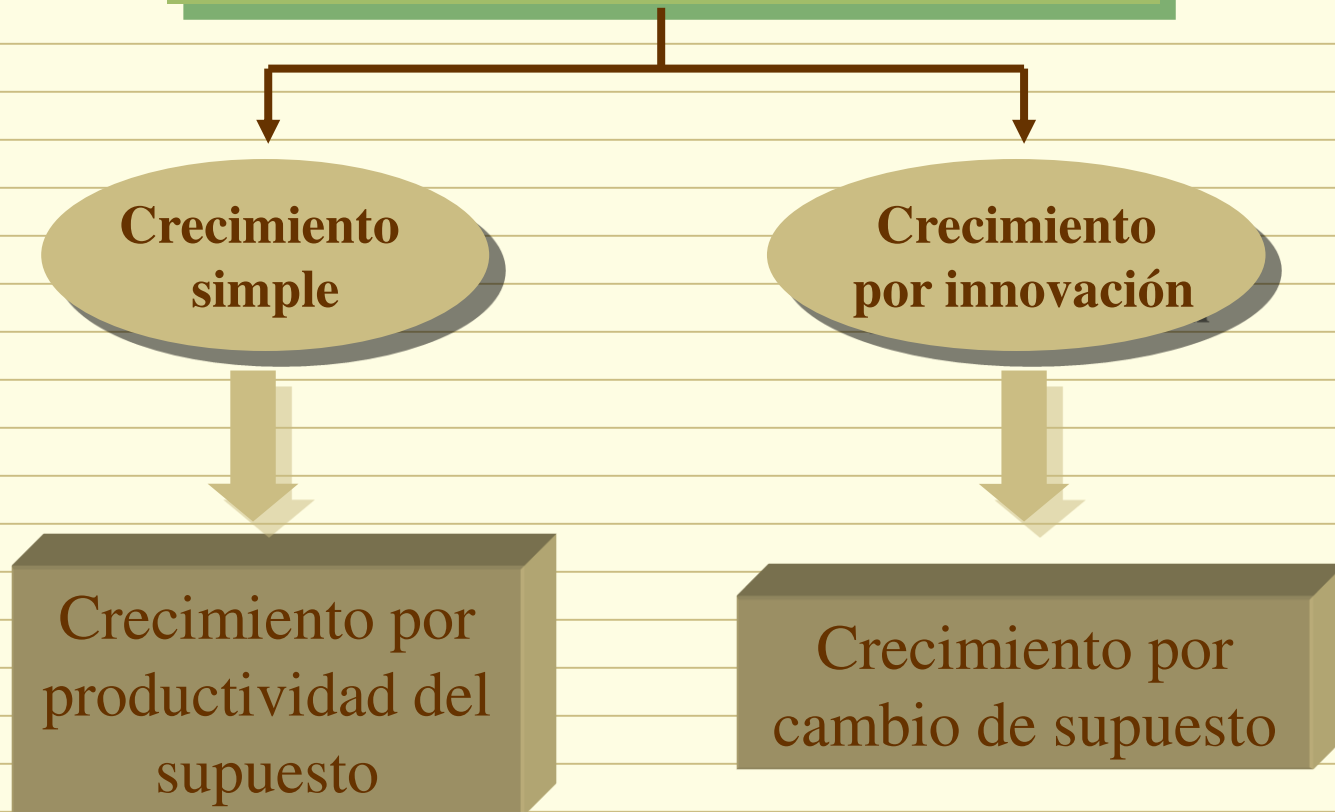 Crecimiento
simple
Crecimiento
por innovación
Crecimiento por
productividad del
supuesto
Crecimiento por
cambio de supuesto